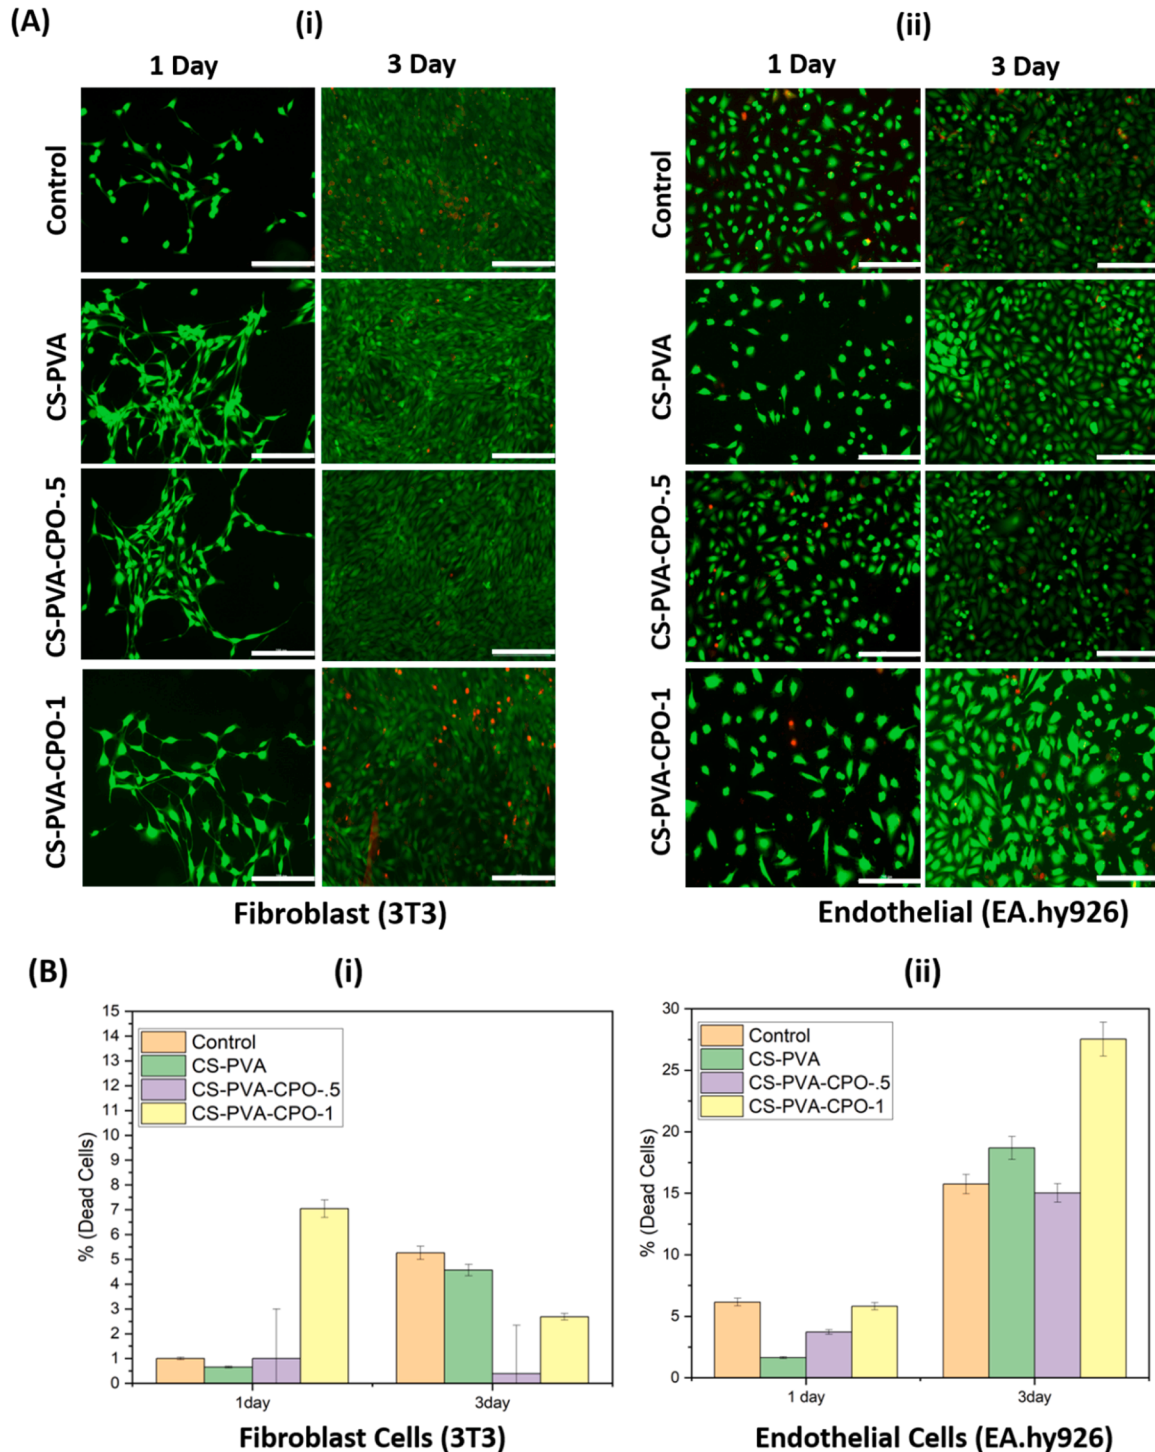 (A)
(i)
(ii)
1 Day
3 Day
1 Day
3 Day
Control
CS-PVA
CS-PVA-CPO-.5
CS-PVA-CPO-1
Control
CS-PVA
CS-PVA-CPO-.5
CS-PVA-CPO-1
Fibroblast (3T3)
Endothelial (EA.hy926)
(B)
(i)
(ii)
15
14
13
12
11
10
9
8
7
6
5
4
3
2
1
0
% (Dead Cells)
Control
CS-PVA
CS-PVA-CPO-.5
CS-PVA-CPO-1
1day
3day
Fibroblast Cells (3T3)
30
25
20
15
10
5
0
% (Dead Cells)
Control
CS-PVA
CS-PVA-CPO-.5
CS-PVA-CPO-1
1 day
3day
Endothelial Cells (EA.hy926)